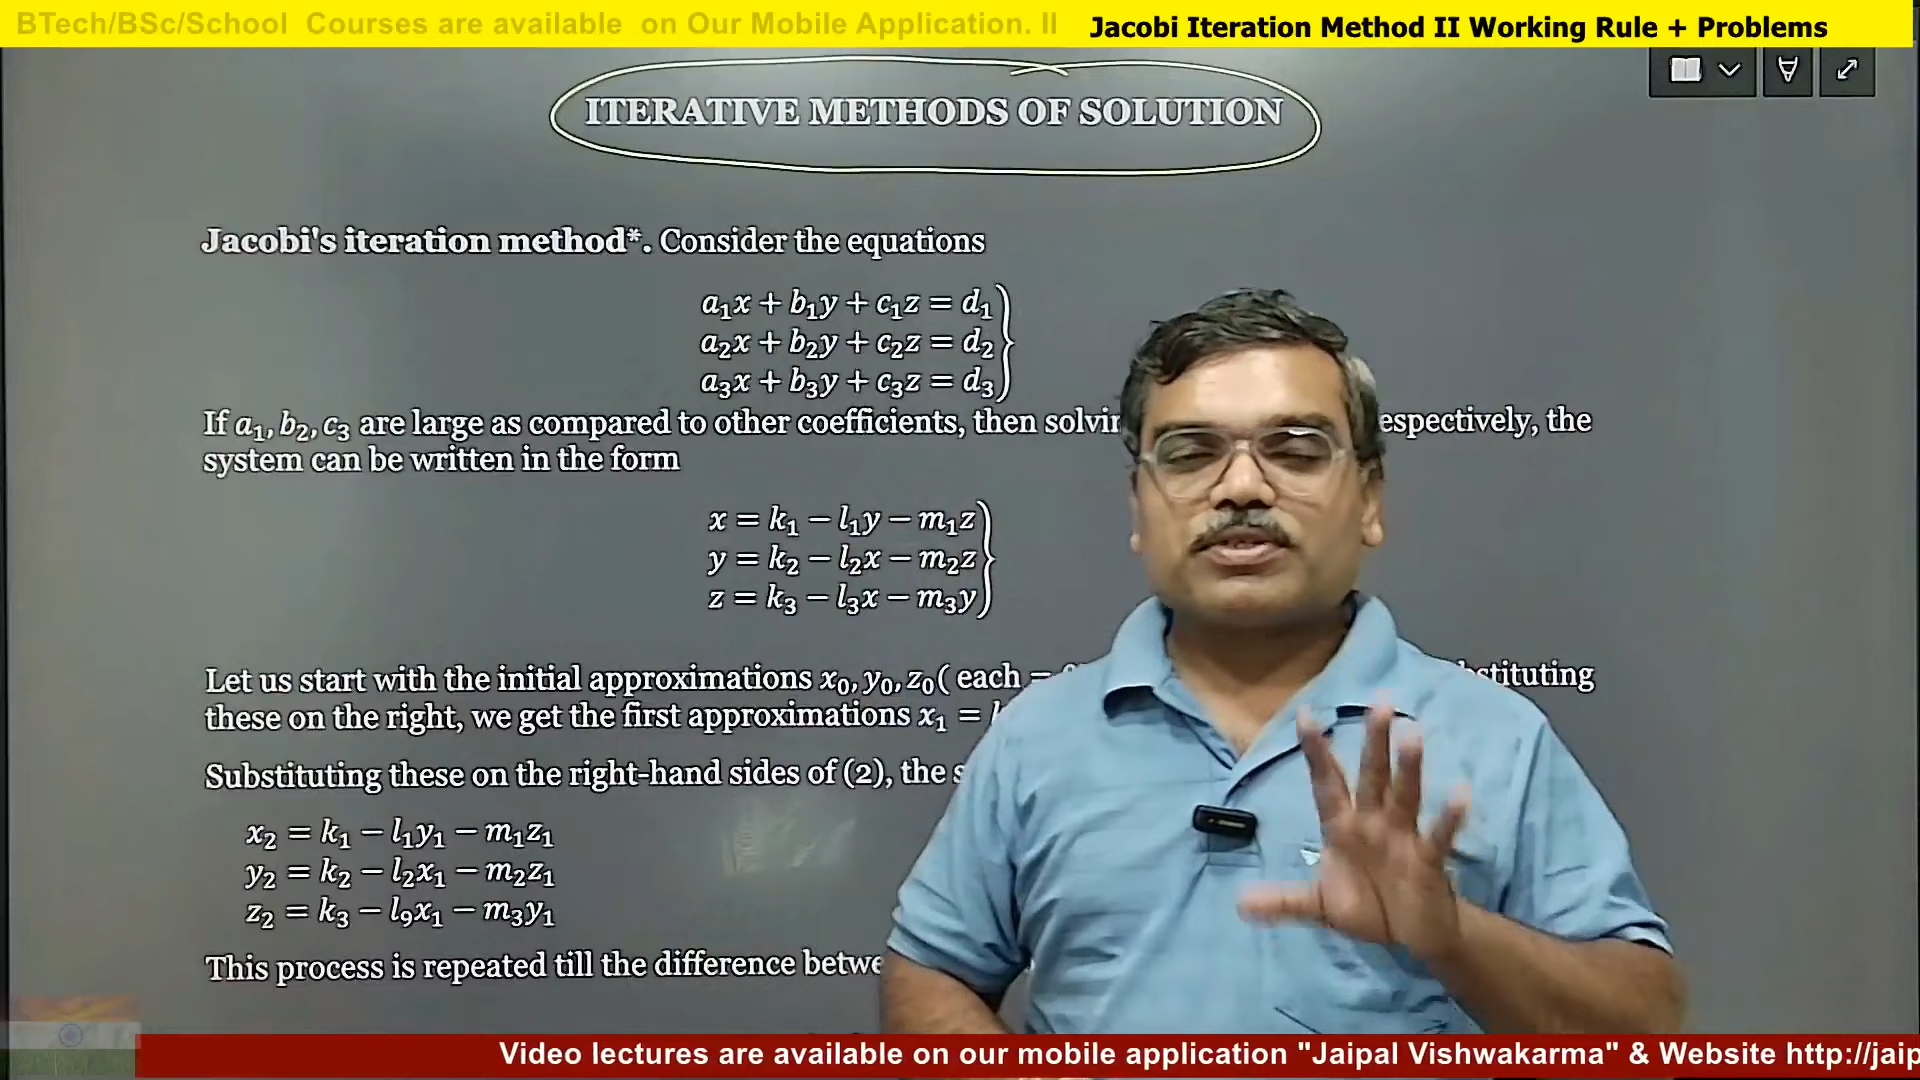 BTech/BSc/School Courses are available on Our Mobile Application. II
Jacobi Iteration Method II Working Rule + Problems
ITERATIVE METHODS OF SOLUTION
Jacobi's iteration method*. Consider the equations
a₁x + b₁y + c₁z = d₁
a₂x + b₂y + c₂z = d₂
a₃x + b₃y + c₃z = d₃
If a₁, b₂, c₃ are large as compared to other coefficients, then respectively, the
system can be written in the form
x = k₁ − l₁y − m₁z
y = k₂ − l₂x − m₂z
z = k₃ − l₃x − m₃y
Let us start with the initial approximations x₀, y₀, z₀( each =
these on the right, we get the first approximations x₁ =
Substituting these on the right-hand sides of (2), the
x₂ = k₁ − l₁y₁ − m₁z₁
y₂ = k₂ − l₂x₁ − m₂z₁
z₂ = k₃ − l₉x₁ − m₃y₁
This process is repeated till the difference
Video lectures are available on our mobile application "Jaipal Vishwakarma" & Website http://jaip